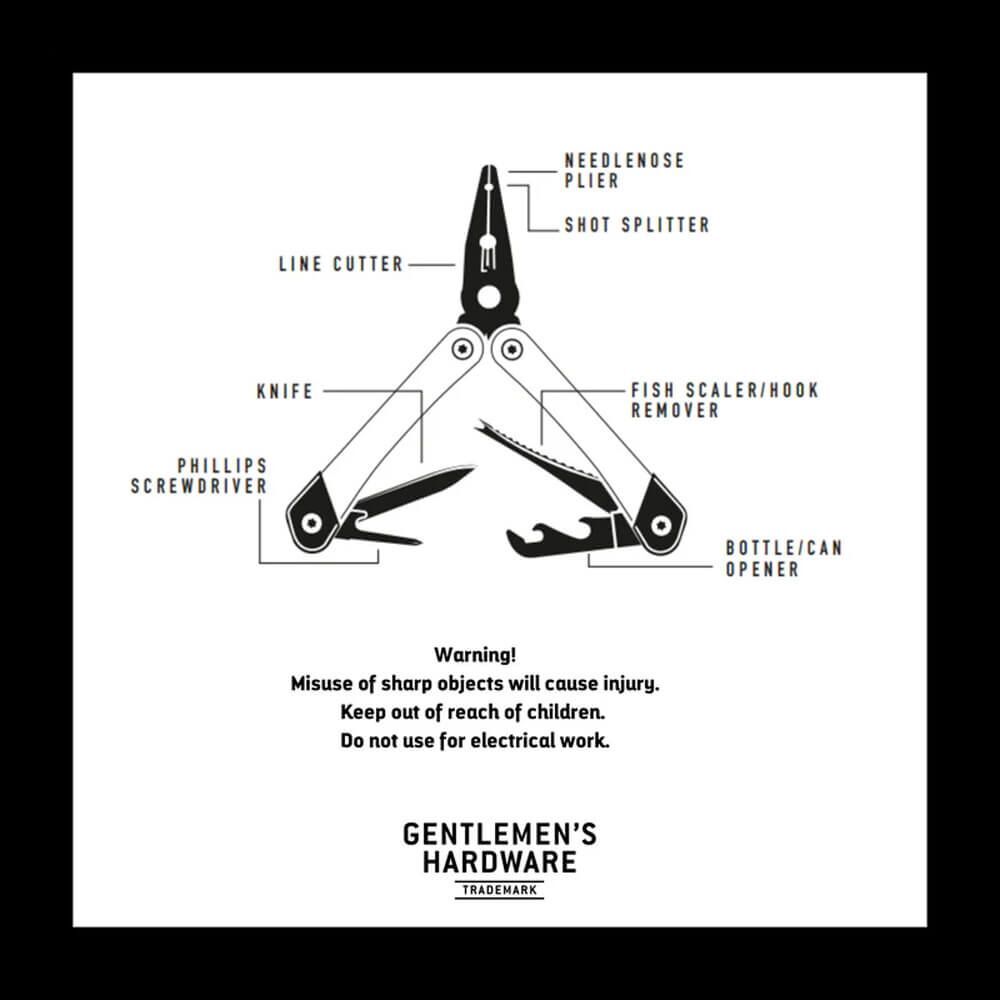 NEEDLENOSE
PLIER
SHOT SPLITTER
LINE CUTTER
KNIFE
FISH SCALER/HOOK
REMOVER
PHILLIPS
SCREWDRIVER
BOTTLE/CAN
OPENER
Warning!
Misuse of sharp objects will cause injury.
Keep out of reach of children.
Do not use for electrical work.
GENTLEMEN'S
HARDWARE
TRADEMARK